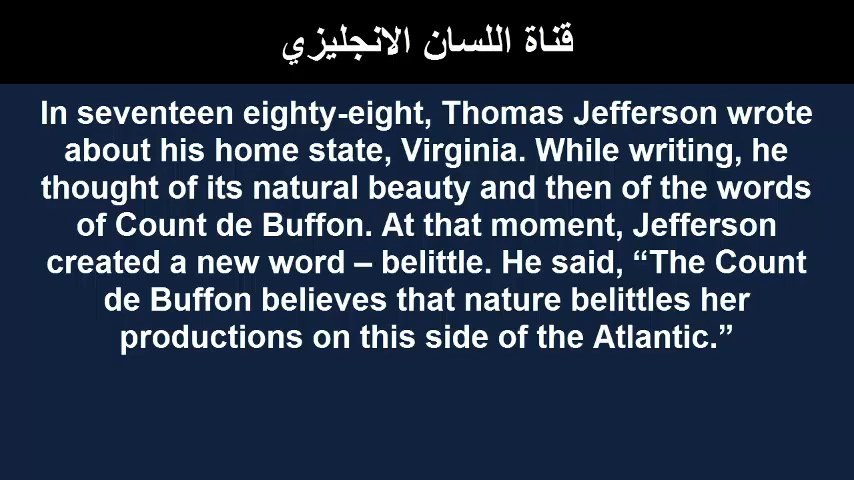 قناة اللسان الانجليزي
In seventeen eighty-eight, Thomas Jefferson wrote
about his home state, Virginia. While writing, he
thought of its natural beauty and then of the words
of Count de Buffon. At that moment, Jefferson
created a new word – belittle. He said, “The Count
de Buffon believes that nature belittles her
productions on this side of the Atlantic.”